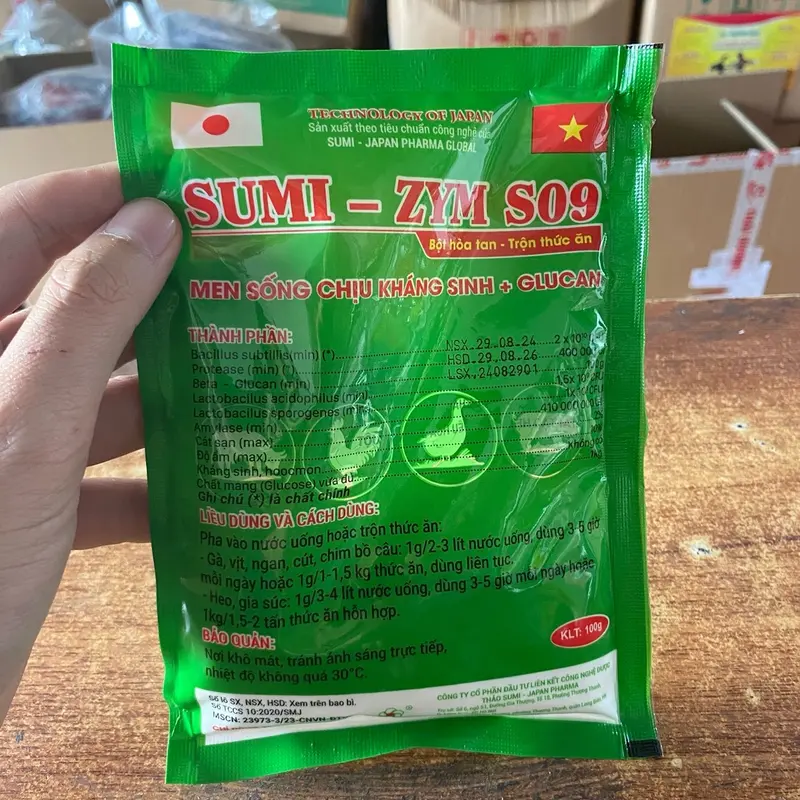 TECHNOLOGY OF JAPAN
Sản xuất theo tiêu chuẩn công nghệ của
SUMI - JAPAN PHARMA GLOBAL
SUMI – ZYM S09
Bột hòa tan - Trộn thức ăn
MEN SỐNG CHỊU KHÁNG SINH + GLUCAN
THÀNH PHẦN:
NSX.29.08.24
HSD.29.08.26
LSX.24082901
Bacillus subtillis(min) (*)
Protease (min) (*)
Beta - Glucan (min)
Lactobacillus acidophilus (min)
Lactobacillus sporogenes (min)
Amylase (min)
Cát sạn (max)
Độ ẩm (max)
Kháng sinh, hoocmon
Chất mang (Glucose) vừa đủ
Ghi chú (*) là chất chính
LIỀU DÙNG VÀ CÁCH DÙNG:
Pha vào nước uống hoặc trộn thức ăn:
- Gà, vịt, ngan, cút, chim bồ câu: 1g/2-3 lít nước uống, dùng 3-5 giờ
mỗi ngày hoặc 1g/1-1,5 kg thức ăn, dùng liên tục.
- Heo, gia súc: 1g/3-4 lít nước uống, dùng 3-5 giờ mỗi ngày hoặc
1kg/1,5-2 tấn thức ăn hỗn hợp.
BẢO QUẢN:
Nơi khô mát, tránh ánh sáng trực tiếp,
nhiệt độ không quá 30°C.
KLT: 100g
Số lô SX, NSX, HSD: Xem trên bao bì.
Số TCCS 10:2020/SMJ
MSCN: 23973-3/23-CNVH-
CÔNG TY CỔ PHẦN ĐẦU TƯ LIÊN KẾT CÔNG NGHỆ DƯỢC
THẢO SUMI - JAPAN PHARMA